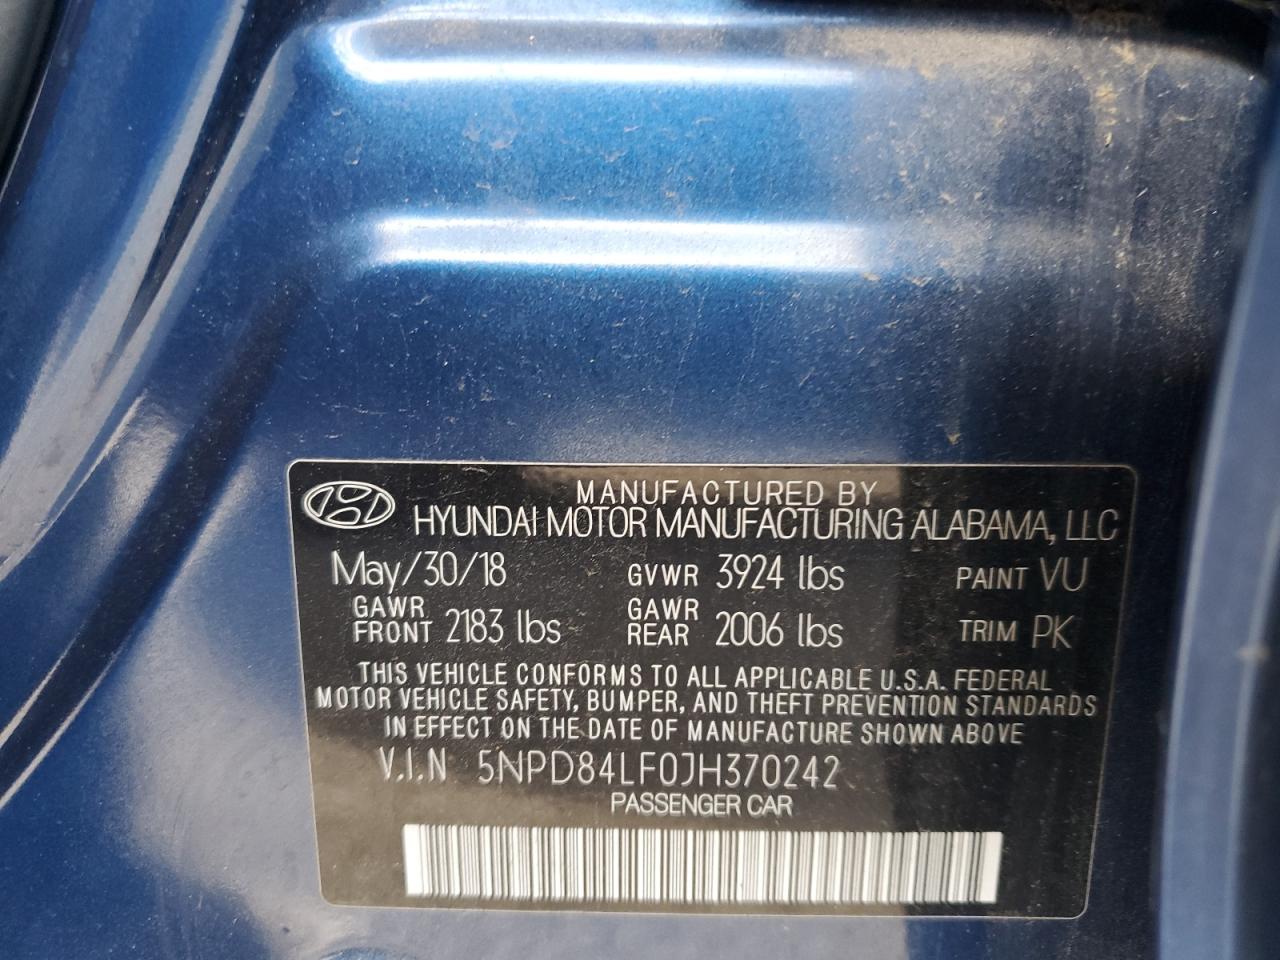 MANUFACTURED BY
HYUNDAI MOTOR MANUFACTURING ALABAMA, LLC
May/30/18 GVWR 3924 lbs PAINT VU
GAWR FRONT 2183 lbs GAWR REAR 2006 lbs TRIM PK
THIS VEHICLE CONFORMS TO ALL APPLICABLE U.S.A. FEDERAL
MOTOR VEHICLE SAFETY, BUMPER, AND THEFT PREVENTION STANDARDS
IN EFFECT ON THE DATE OF MANUFACTURE SHOWN ABOVE
V.I.N 5NPD84LF0JH370242
PASSENGER CAR